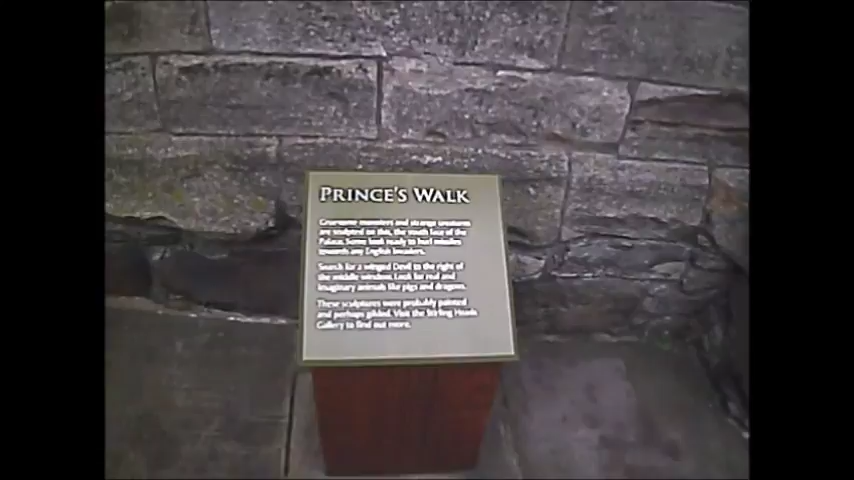 PRINCE'S WALK
Gruesome monsters and strange creatures
are sculpted on this, the south face of the
Palace. Some look ready to hurl missiles
towards any English invaders.
Search for a winged Devil to the right of
the middle window. Look for real and
imaginary animals like pigs and dragons.
These sculptures were probably painted
and perhaps gilded. Visit the Stirling Heads
Gallery to find out more.